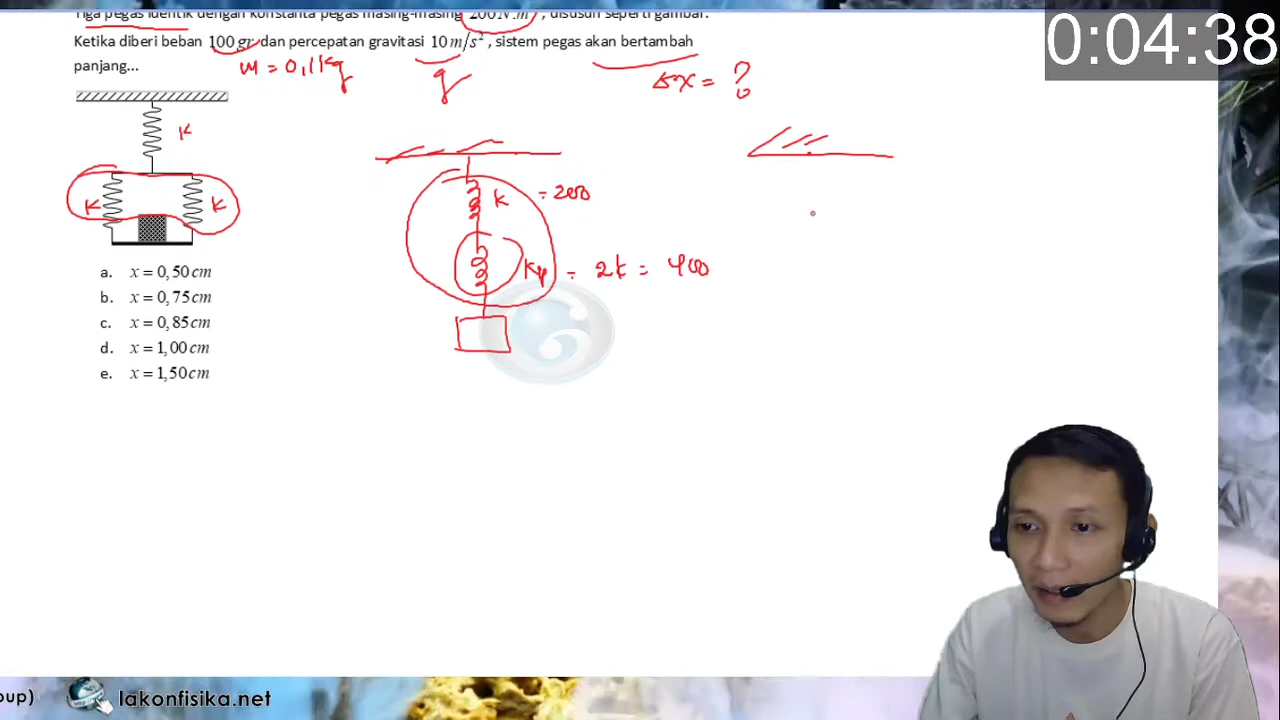 Tiga pegas identik dengan konstanta pegas masing-masing 200N.m , disusun seperti gambar.
0:04:38
Ketika diberi beban 100 gr dan percepatan gravitasi 10 m/s², sistem pegas akan bertambah
panjang...
m = 0,1 kg
g
Δx = ?
K
K
K
k = 200
kp = 2k = 400
a. x = 0,50 cm
b. x = 0,75 cm
c. x = 0,85 cm
d. x = 1,00 cm
e. x = 1,50 cm
oup)
lakonfisika.net